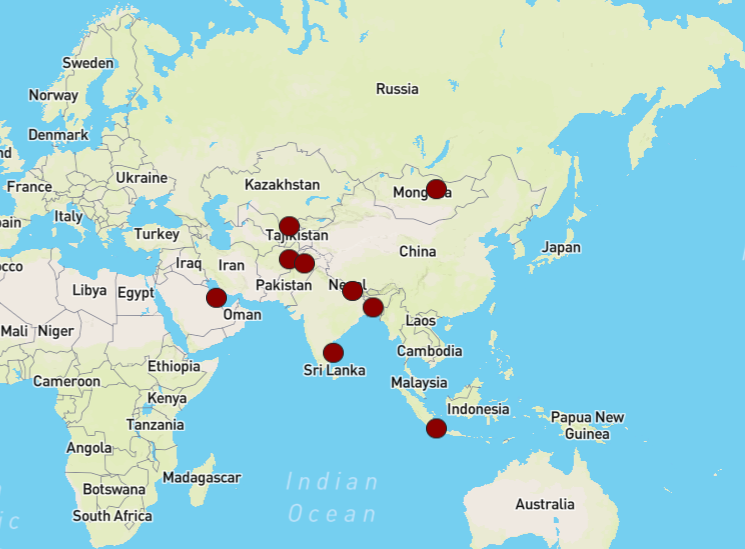 Sweden
Russia
Norway
Denmark
nd
Ukraine
France
Kazakhstan
Mong
a
ain
Italy
Turkey
Tajikistan
Japan
China
Iraq
Iran
occo
Libya
Egypt
Pakistan
Ne
l
Oman
Mali
Niger
Laos
Cambodia
Ethiopia
Sri Lanka
Cameroon
Malaysia
Kenya
Indonesia
Tanzania
Papua New
Guinea
Angola
Madagascar
Botswana
Indian
Ocean
South Africa
Australia
ic